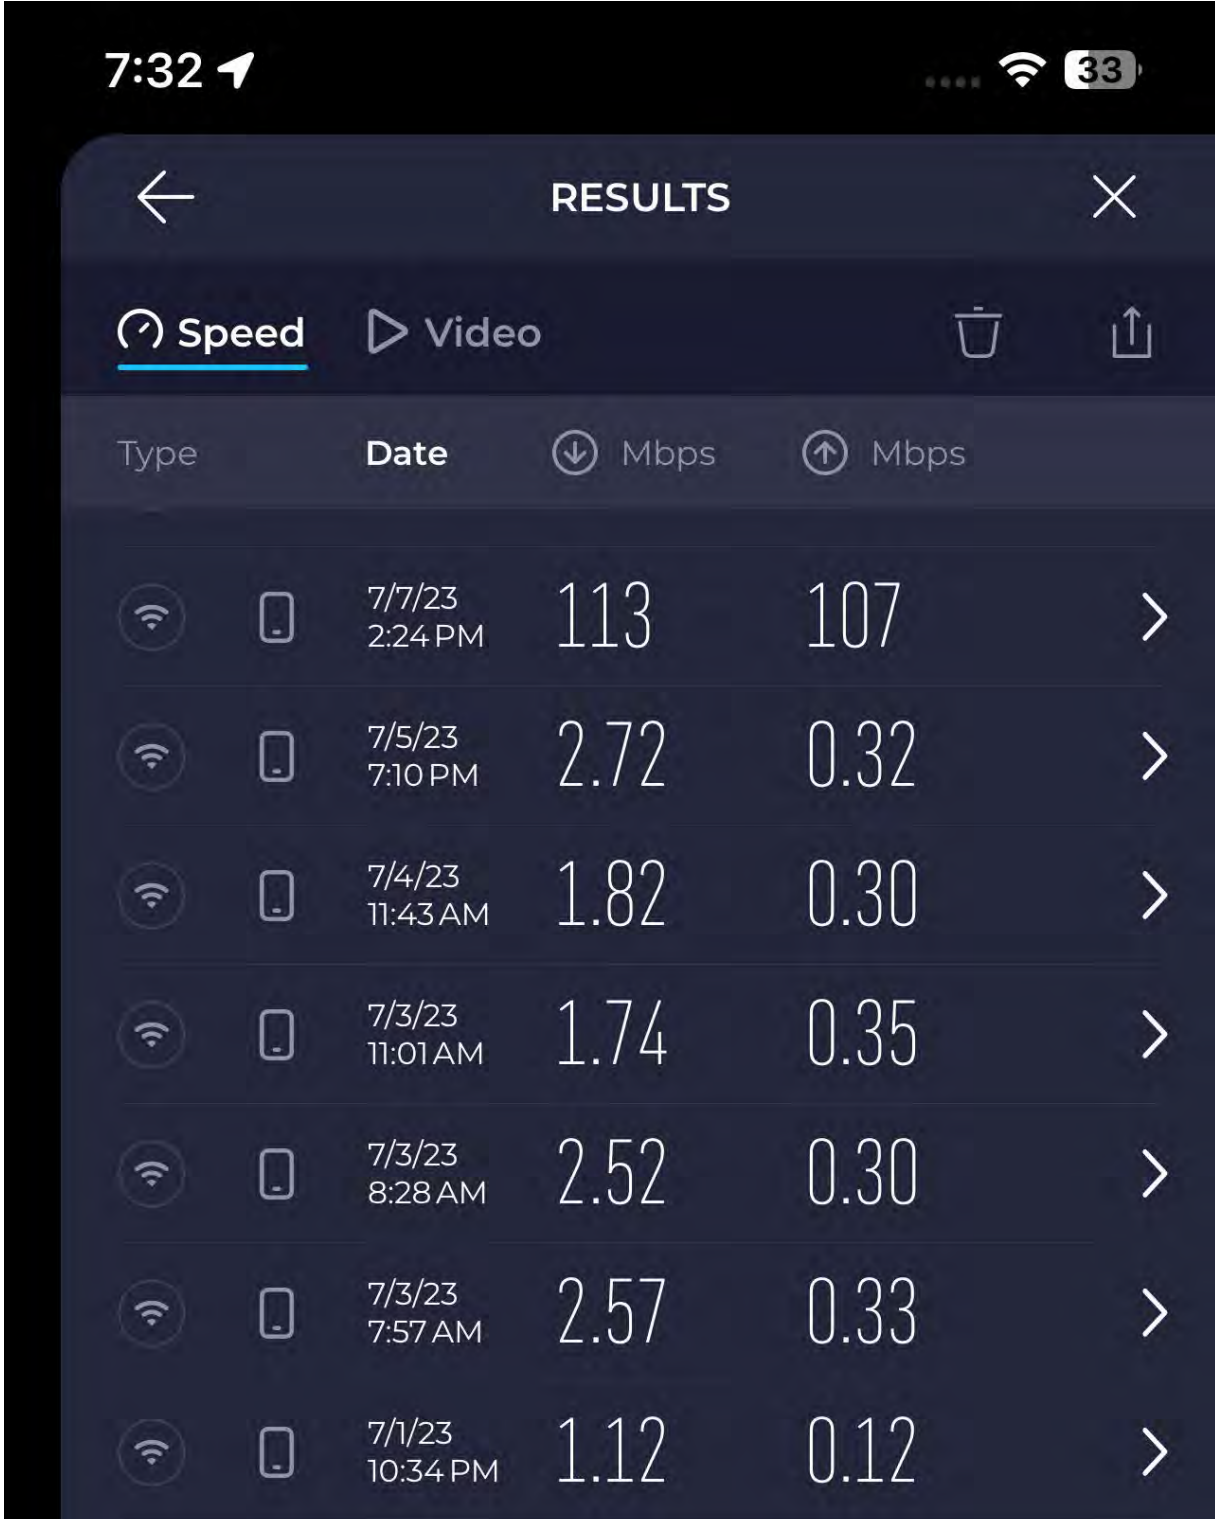 7:32 33
RESULTS
Speed Video
Type Date Mbps Mbps
7/7/23
2:24 PM 113 107
7/5/23
7:10 PM 2.72 0.32
7/4/23
11:43 AM 1.82 0.30
7/3/23
11:01 AM 1.74 0.35
7/3/23
8:28 AM 2.52 0.30
7/3/23
7:57 AM 2.57 0.33
7/1/23
10:34 PM 1.12 0.12